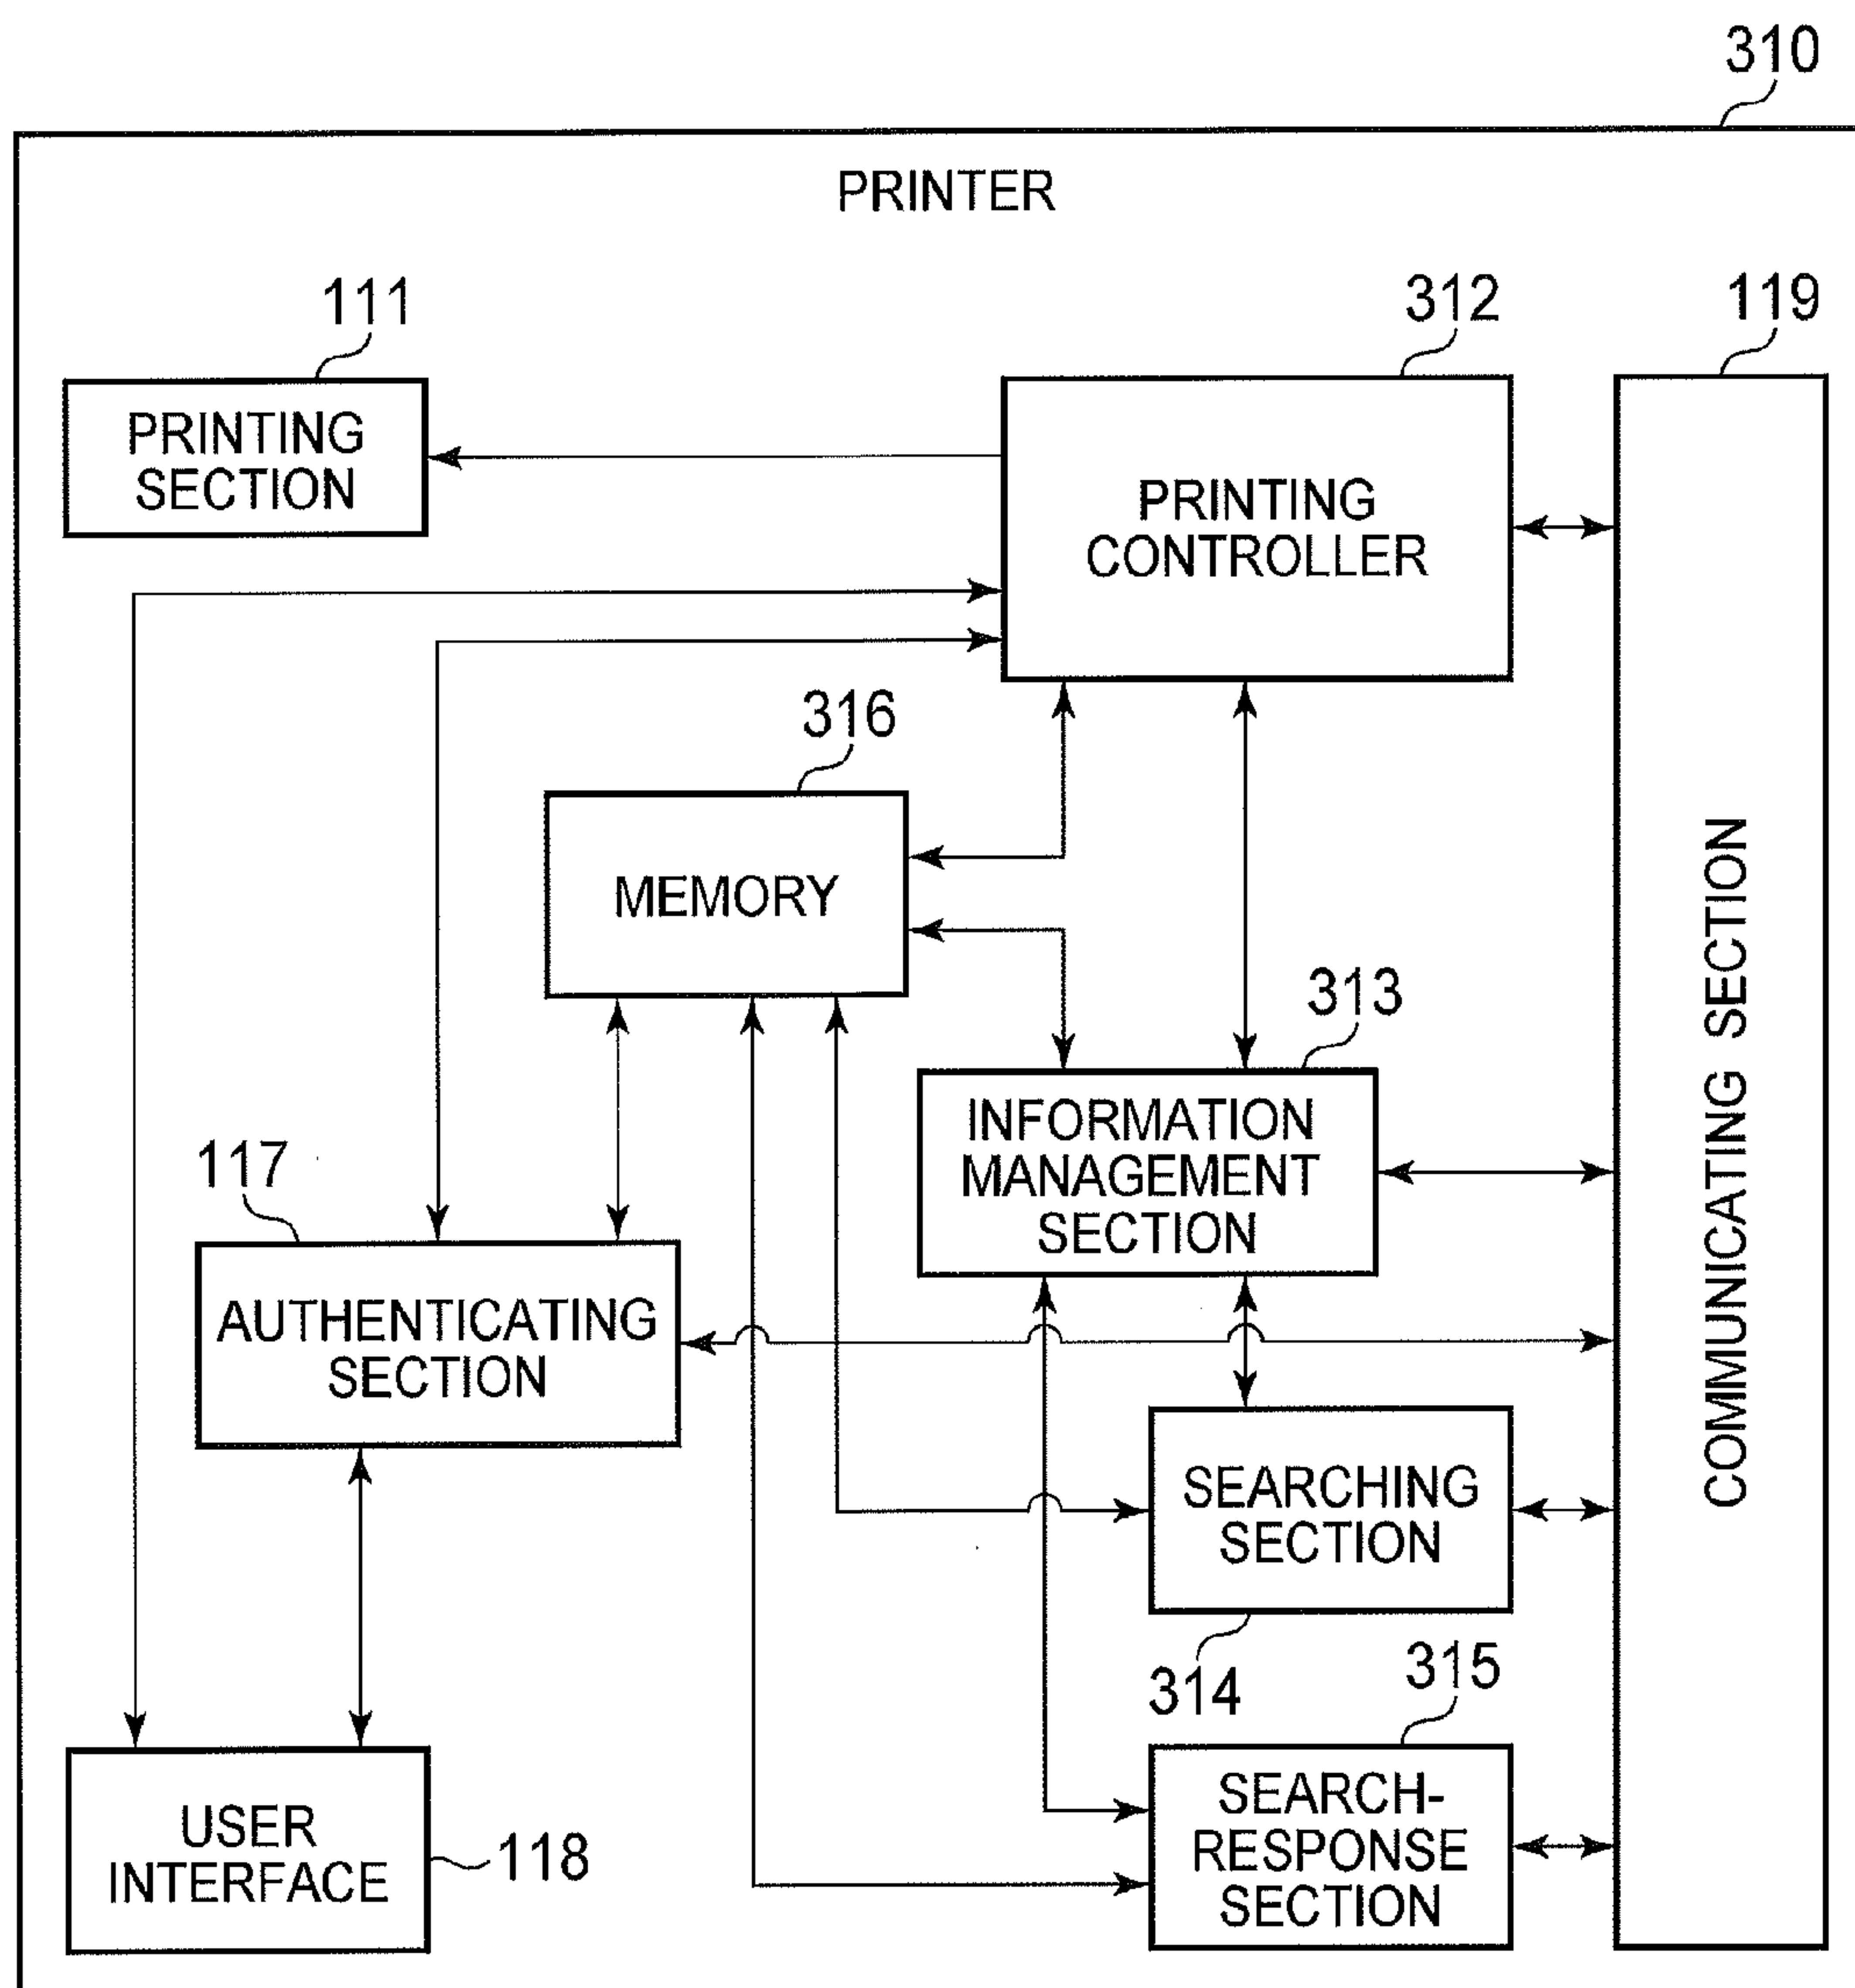 310
PRINTER
111
312
119
PRINTING
SECTION
PRINTING
CONTROLLER
316
MEMORY
313
INFORMATION
MANAGEMENT
SECTION
COMMUNICATING SECTION
117
AUTHENTICATING
SECTION
SEARCHING
SECTION
314
315
USER
INTERFACE
118
SEARCH-
RESPONSE
SECTION